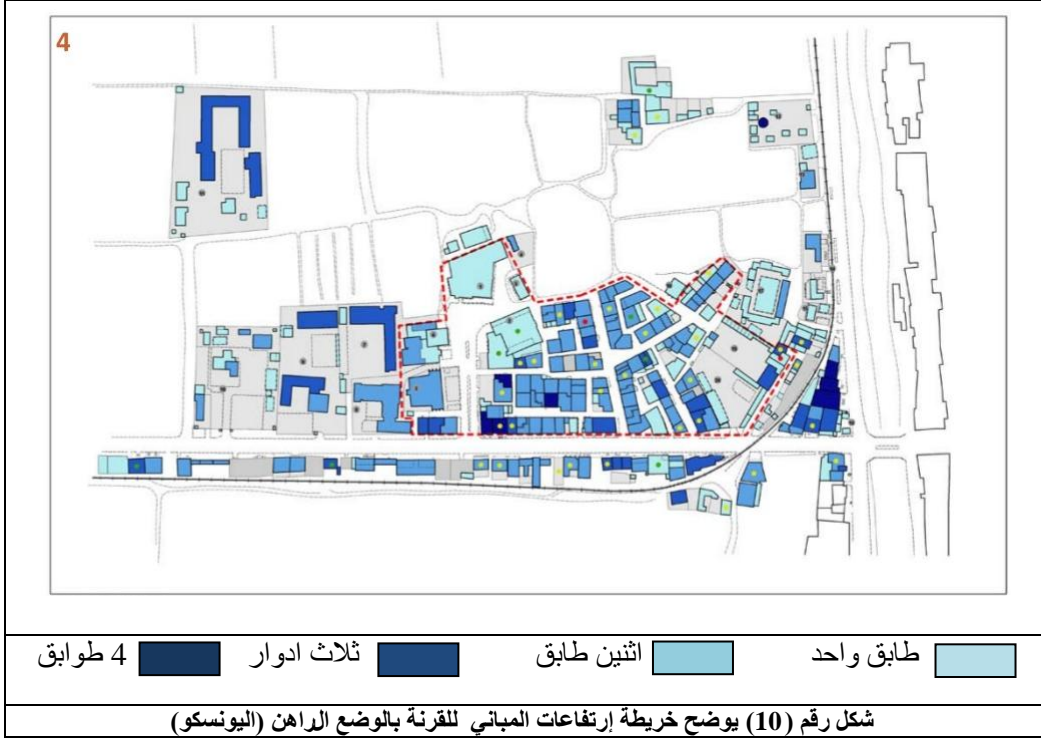 4
طابق واحد
اثنين طابق
ثلاث ادوار
4 طوابق
شكل رقم (10) يوضح خريطة إرتفاعات المباني للقرنة بالوضع الراهن (اليونسكو)